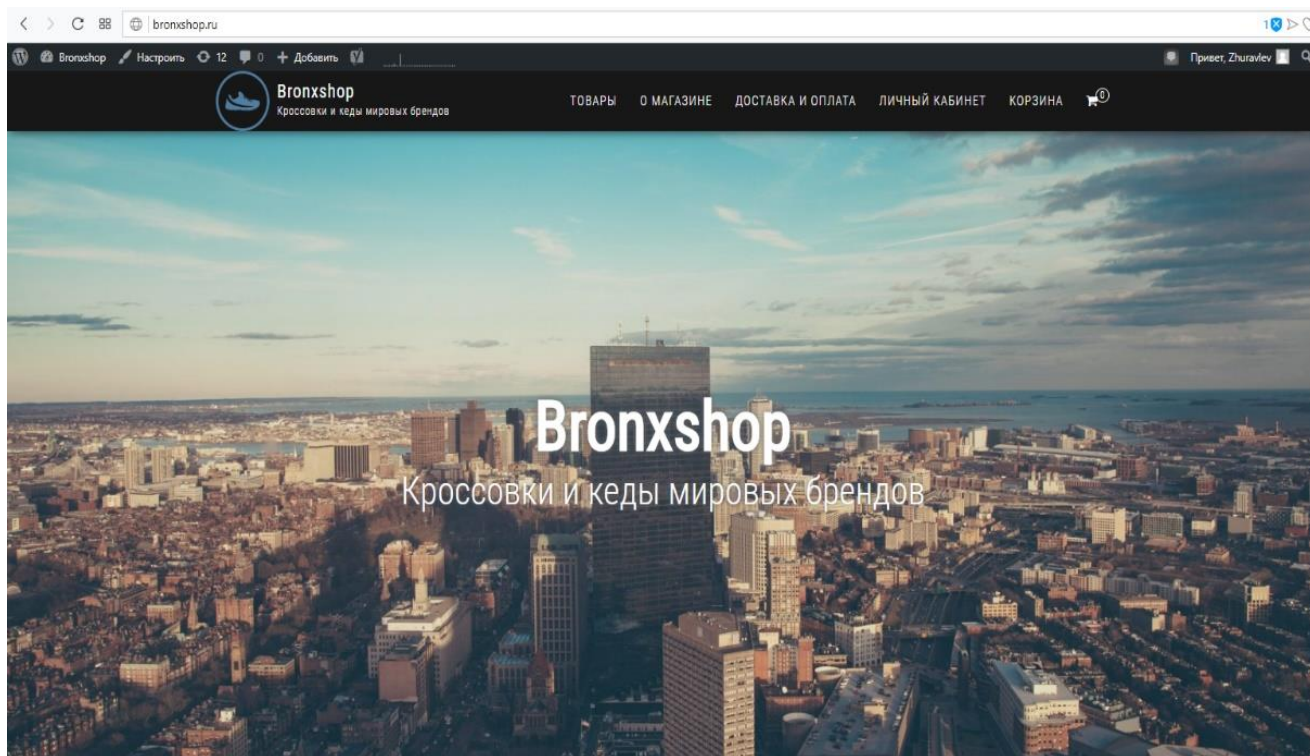 bronxshop.ru
1
Bronxshop Настроить 12 0 Добавить Привет, Zhuravlev
Bronxshop
Кроссовки и кеды мировых брендов
ТОВАРЫ О МАГАЗИНЕ ДОСТАВКА И ОПЛАТА ЛИЧНЫЙ КАБИНЕТ КОРЗИНА 0
Bronxshop
Кроссовки и кеды мировых брендов